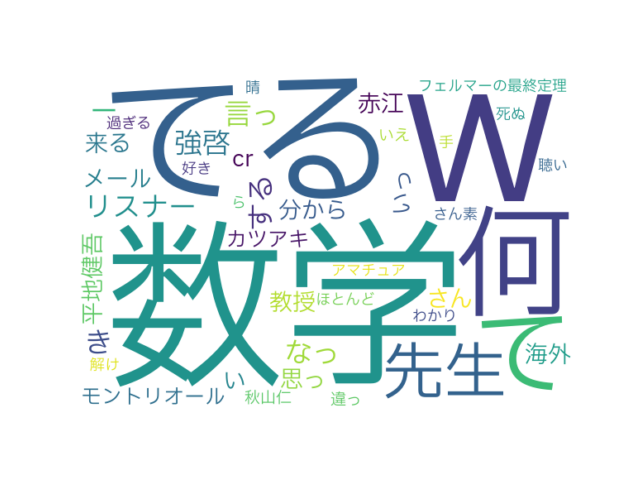 晴
フェルマーの最終定理
てる
w
赤江
言っ
過ぎる
死ぬ
ー
来る
強啓
いえ
手
cr
好き
聴い
メール
する
ら
てい
リスナー
分から
さん素
何
カツアキ
数学
平地健吾
アマチュア
教授
ほとんど
さん
わかり
て
き
なっ
先生
海外
解け
い
思っ
モントリオール
秋山仁
違っ